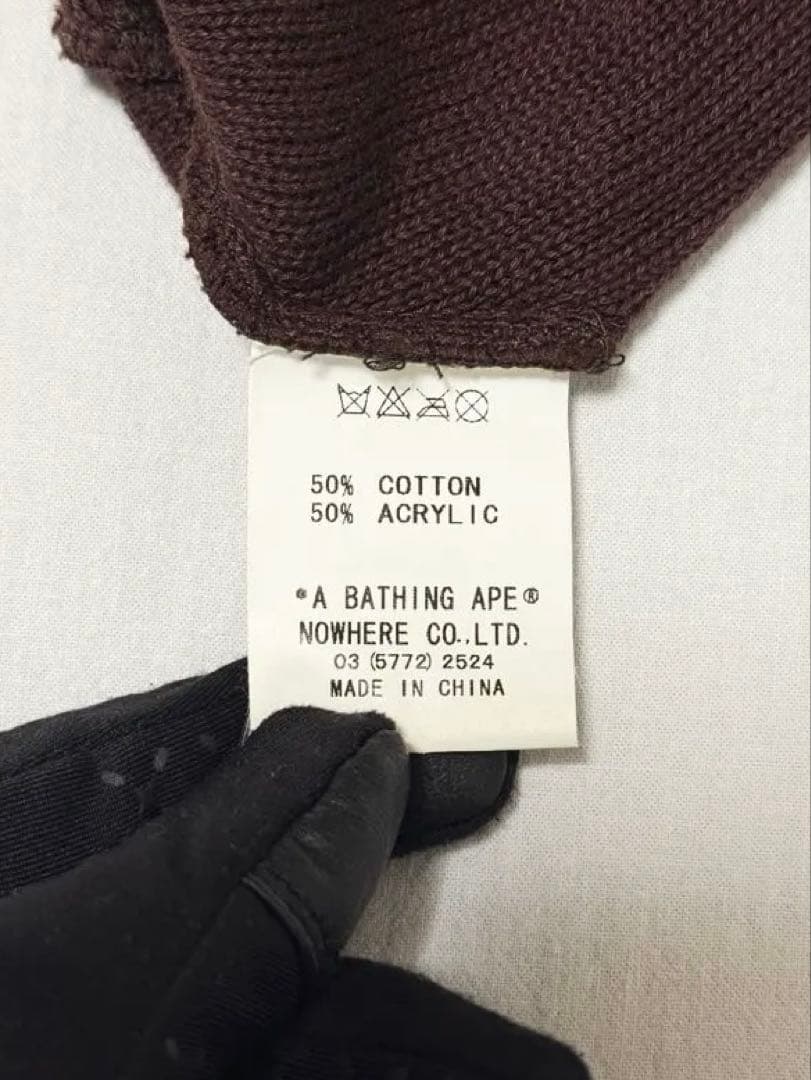 50% COTTON
50% ACRYLIC
*A BATHING APE®
NOWHERE CO.,LTD.
03 (5772) 2524
MADE IN CHINA